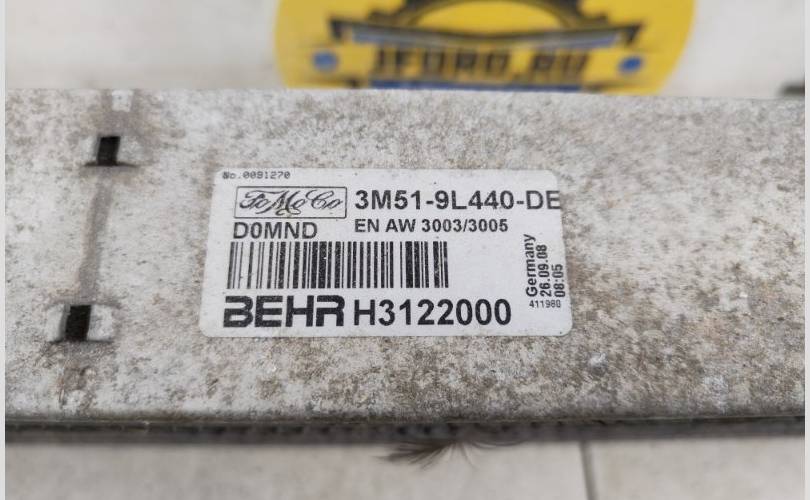 JFORD.RU
No.0091270
FoMoCo 3M51-9L440-DE
D0MND EN AW 3003/3005
BEHR H3122000
Germany
26.09.08
08:05
411980